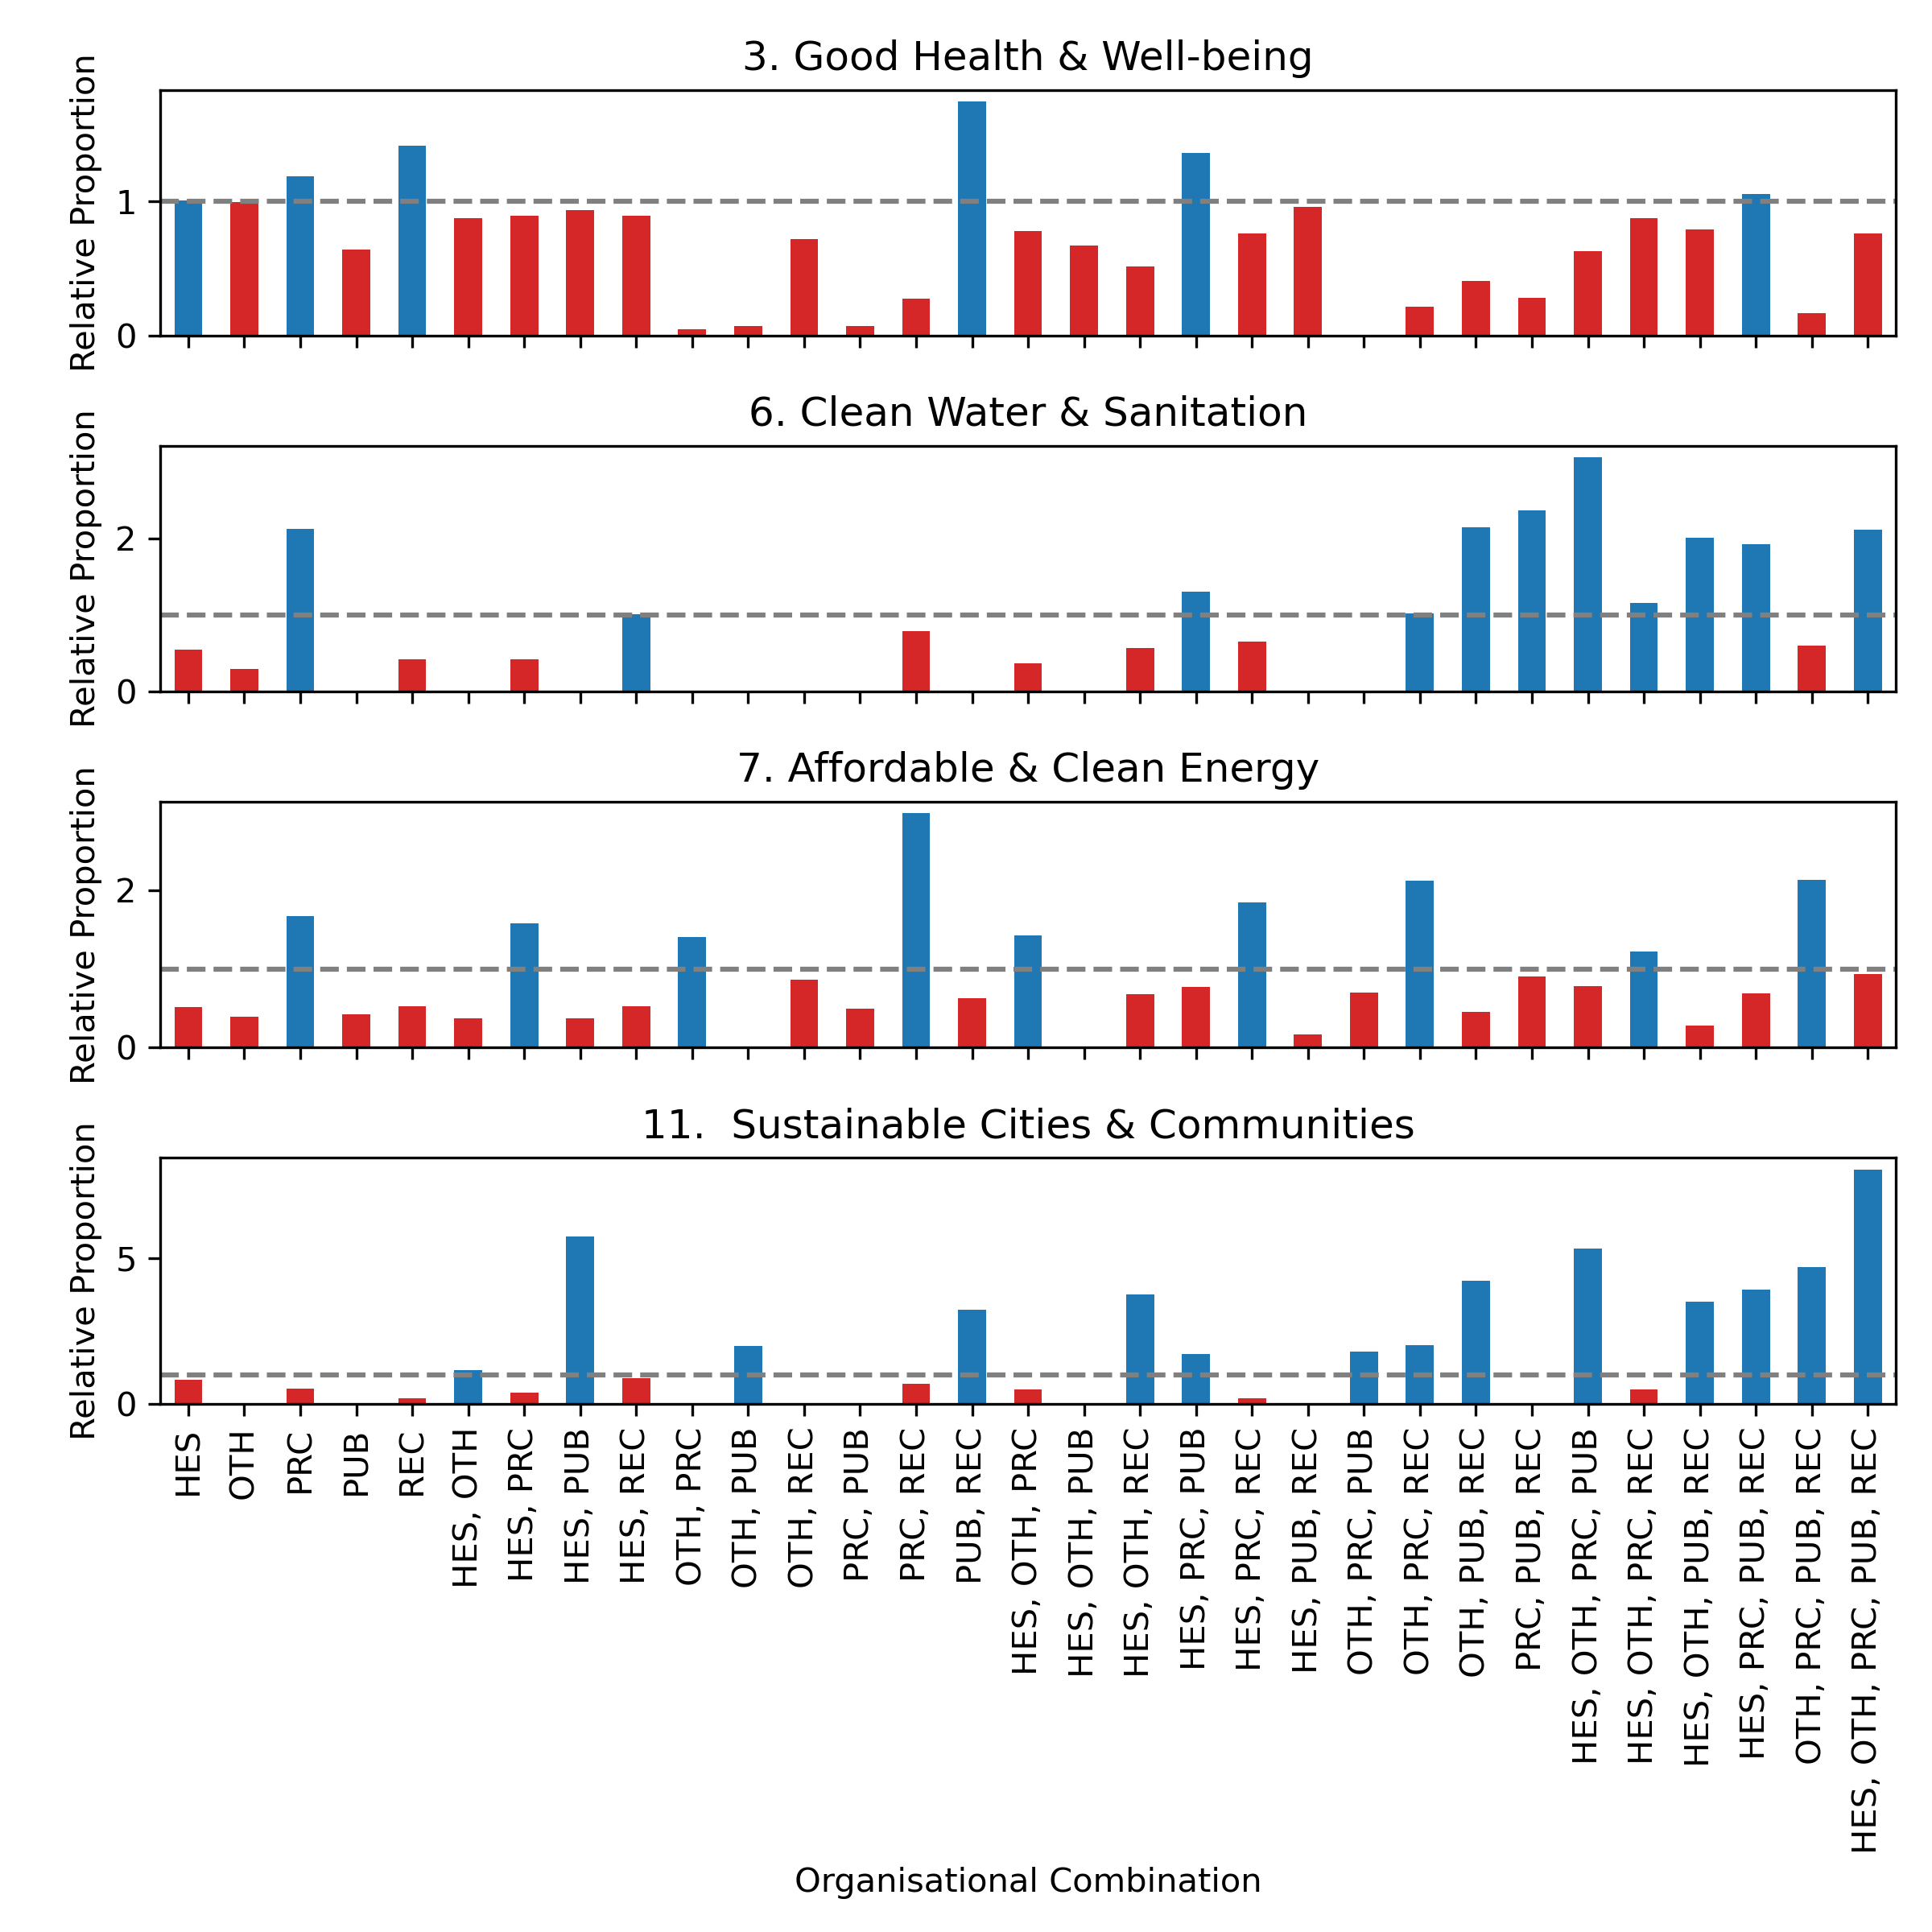 3. Good Health & Well-being
Relative Proportion
1
0
6. Clean Water & Sanitation
Relative Proportion
2
0
7. Affordable & Clean Energy
Relative Proportion
2
0
11.  Sustainable Cities & Communities
Relative Proportion
5
0
HES
OTH
PRC
PUB
REC
HES, OTH
HES, PRC
HES, PUB
HES, REC
OTH, PRC
OTH, PUB
OTH, REC
PRC, PUB
PRC, REC
PUB, REC
HES, OTH, PRC
HES, OTH, PUB
HES, OTH, REC
HES, PRC, PUB
HES, PRC, REC
HES, PUB, REC
OTH, PRC, PUB
OTH, PRC, REC
OTH, PUB, REC
PRC, PUB, REC
HES, OTH, PRC, PUB
HES, OTH, PRC, REC
HES, OTH, PUB, REC
HES, PRC, PUB, REC
OTH, PRC, PUB, REC
HES, OTH, PRC, PUB, REC
Organisational Combination